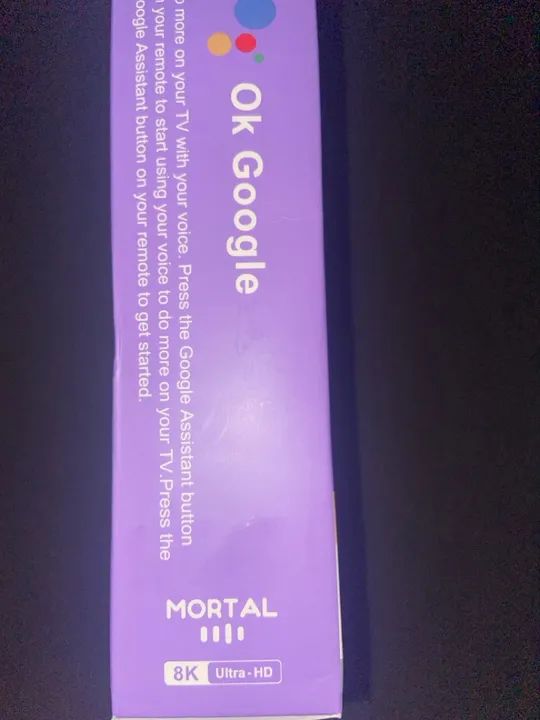 Ok Google
more on your TV with your voice. Press the Google Assistant button
your remote to start using your voice to do more on your TV.Press the
Assistant button on your remote to get started.
MORTAL
8K Ultra-HD